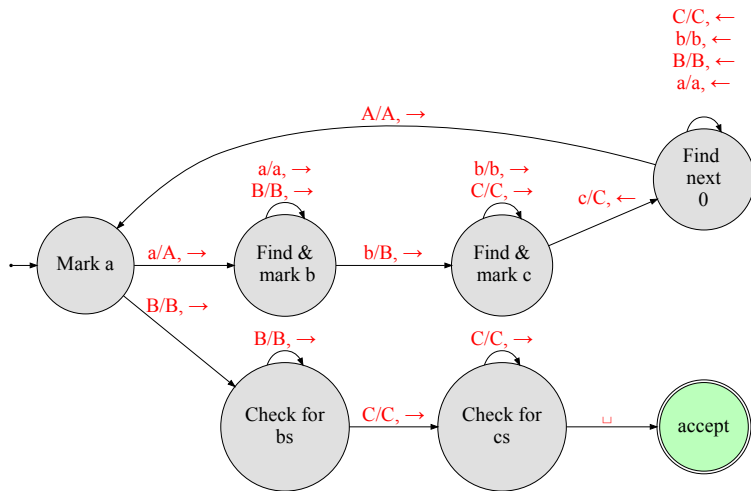 C/C, ←
b/b, ←
B/B, ←
a/a, ←
A/A, →
Find
next
0
a/a, →
B/B, →
b/b, →
C/C, →
c/C, ←
Mark a
a/A, →
Find &
mark b
b/B, →
Find &
mark c
B/B, →
B/B, →
C/C, →
Check for
bs
C/C, →
Check for
cs
␣
accept